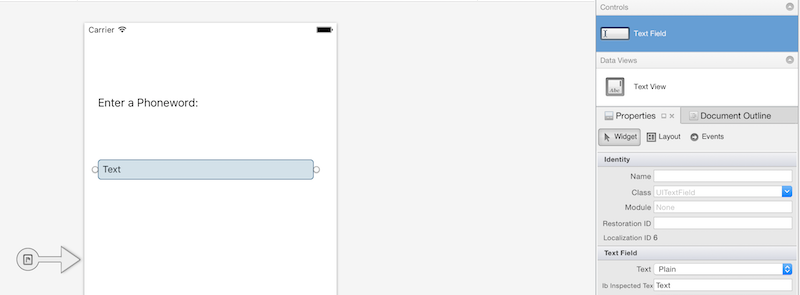 Carrier
Enter a Phoneword:
Text
Controls
Text Field
Data Views
Abc
Text View
Properties
Document Outline
Widget
Layout
Events
Identity
Name
Class UITextField
Module None
Restoration ID
Localization ID 6
Text Field
Text Plain
Ib Inspected Tex Text